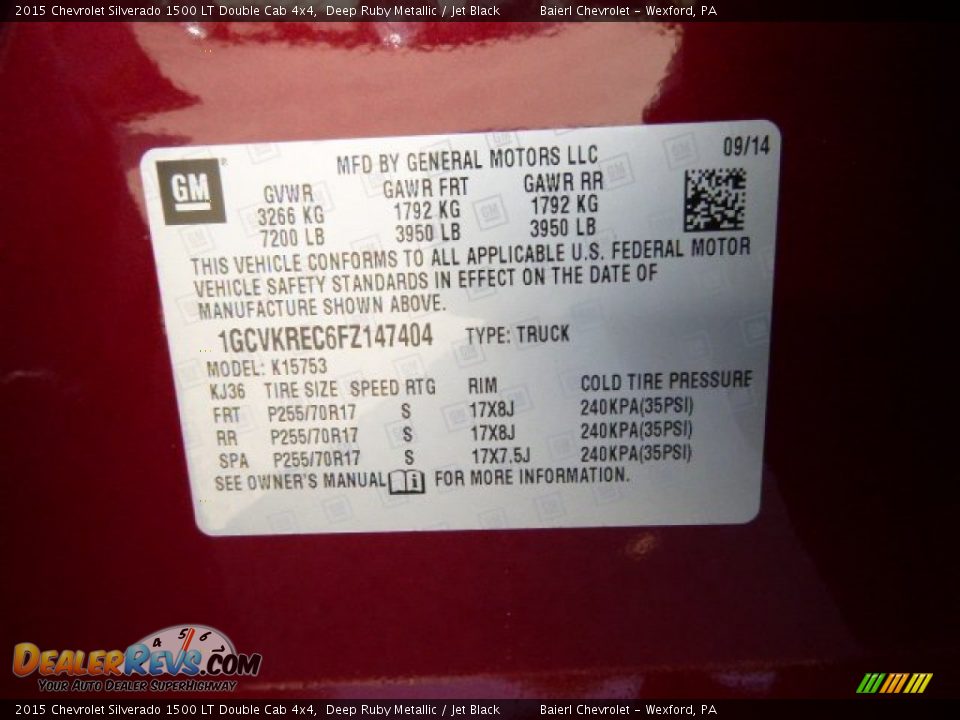 2015 Chevrolet Silverado 1500 LT Double Cab 4x4, Deep Ruby Metallic / Jet Black Baierl Chevrolet - Wexford, PA
09/14
GM
MFD BY GENERAL MOTORS LLC
GVWR GAWR FRT GAWR RR
3266 KG 1792 KG 1792 KG
7200 LB 3950 LB 3950 LB
THIS VEHICLE CONFORMS TO ALL APPLICABLE U.S. FEDERAL MOTOR
VEHICLE SAFETY STANDARDS IN EFFECT ON THE DATE OF
MANUFACTURE SHOWN ABOVE.
1GCVKREC6FZ147404 TYPE: TRUCK
MODEL: K15753
KJ36 TIRE SIZE SPEED RTG RIM COLD TIRE PRESSURE
FRT P255/70R17 S 17X8J 240KPA(35PSI)
RR P255/70R17 S 17X8J 240KPA(35PSI)
SPA P255/70R17 S 17X7.5J 240KPA(35PSI)
SEE OWNER'S MANUAL i FOR MORE INFORMATION.
4 5 6
DEALERREVS.COM
Your Auto Dealer SuperHighway
2015 Chevrolet Silverado 1500 LT Double Cab 4x4, Deep Ruby Metallic / Jet Black Baierl Chevrolet - Wexford, PA